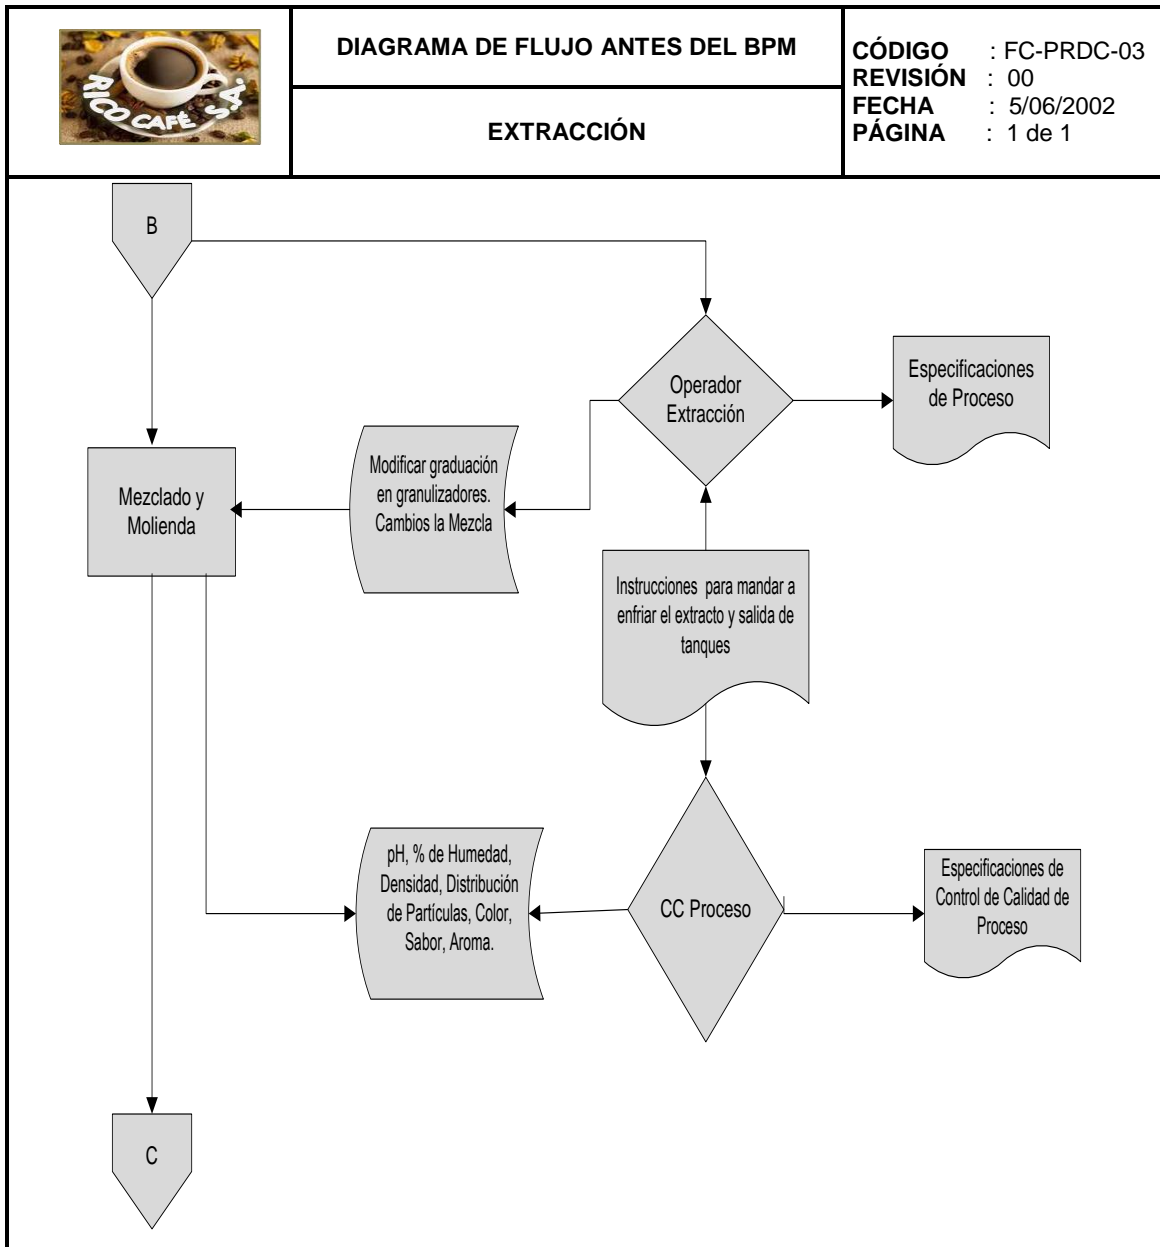 RICO CAFÉ S.A.
DIAGRAMA DE FLUJO ANTES DEL BPM
EXTRACCIÓN
CÓDIGO : FC-PRDC-03
REVISIÓN : 00
FECHA : 5/06/2002
PÁGINA : 1 de 1
B
Operador
Extracción
Especificaciones
de Proceso
Modificar graduación
en granulizadores.
Cambios la Mezcla
Mezclado y
Molienda
Instrucciones para mandar a
enfriar el extracto y salida de
tanques
pH, % de Humedad,
Densidad, Distribución
de Partículas, Color,
Sabor, Aroma.
CC Proceso
Especificaciones de
Control de Calidad de
Proceso
C